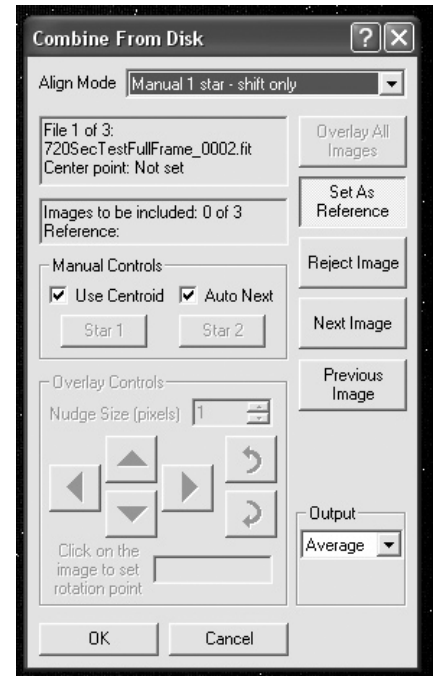 Combine From Disk
Align Mode Manual 1 star - shift only
File 1 of 3:
720SecTestFullFrame_0002.fit
Center point: Not set
Overlay All
Images
Images to be included: 0 of 3
Reference:
Set As
Reference
Manual Controls
Use Centroid Auto Next
Star 1 Star 2
Reject Image
Next Image
Previous
Image
Overlay Controls
Nudge Size (pixels) 1
Click on the
image to set
rotation point
Output
Average
OK Cancel